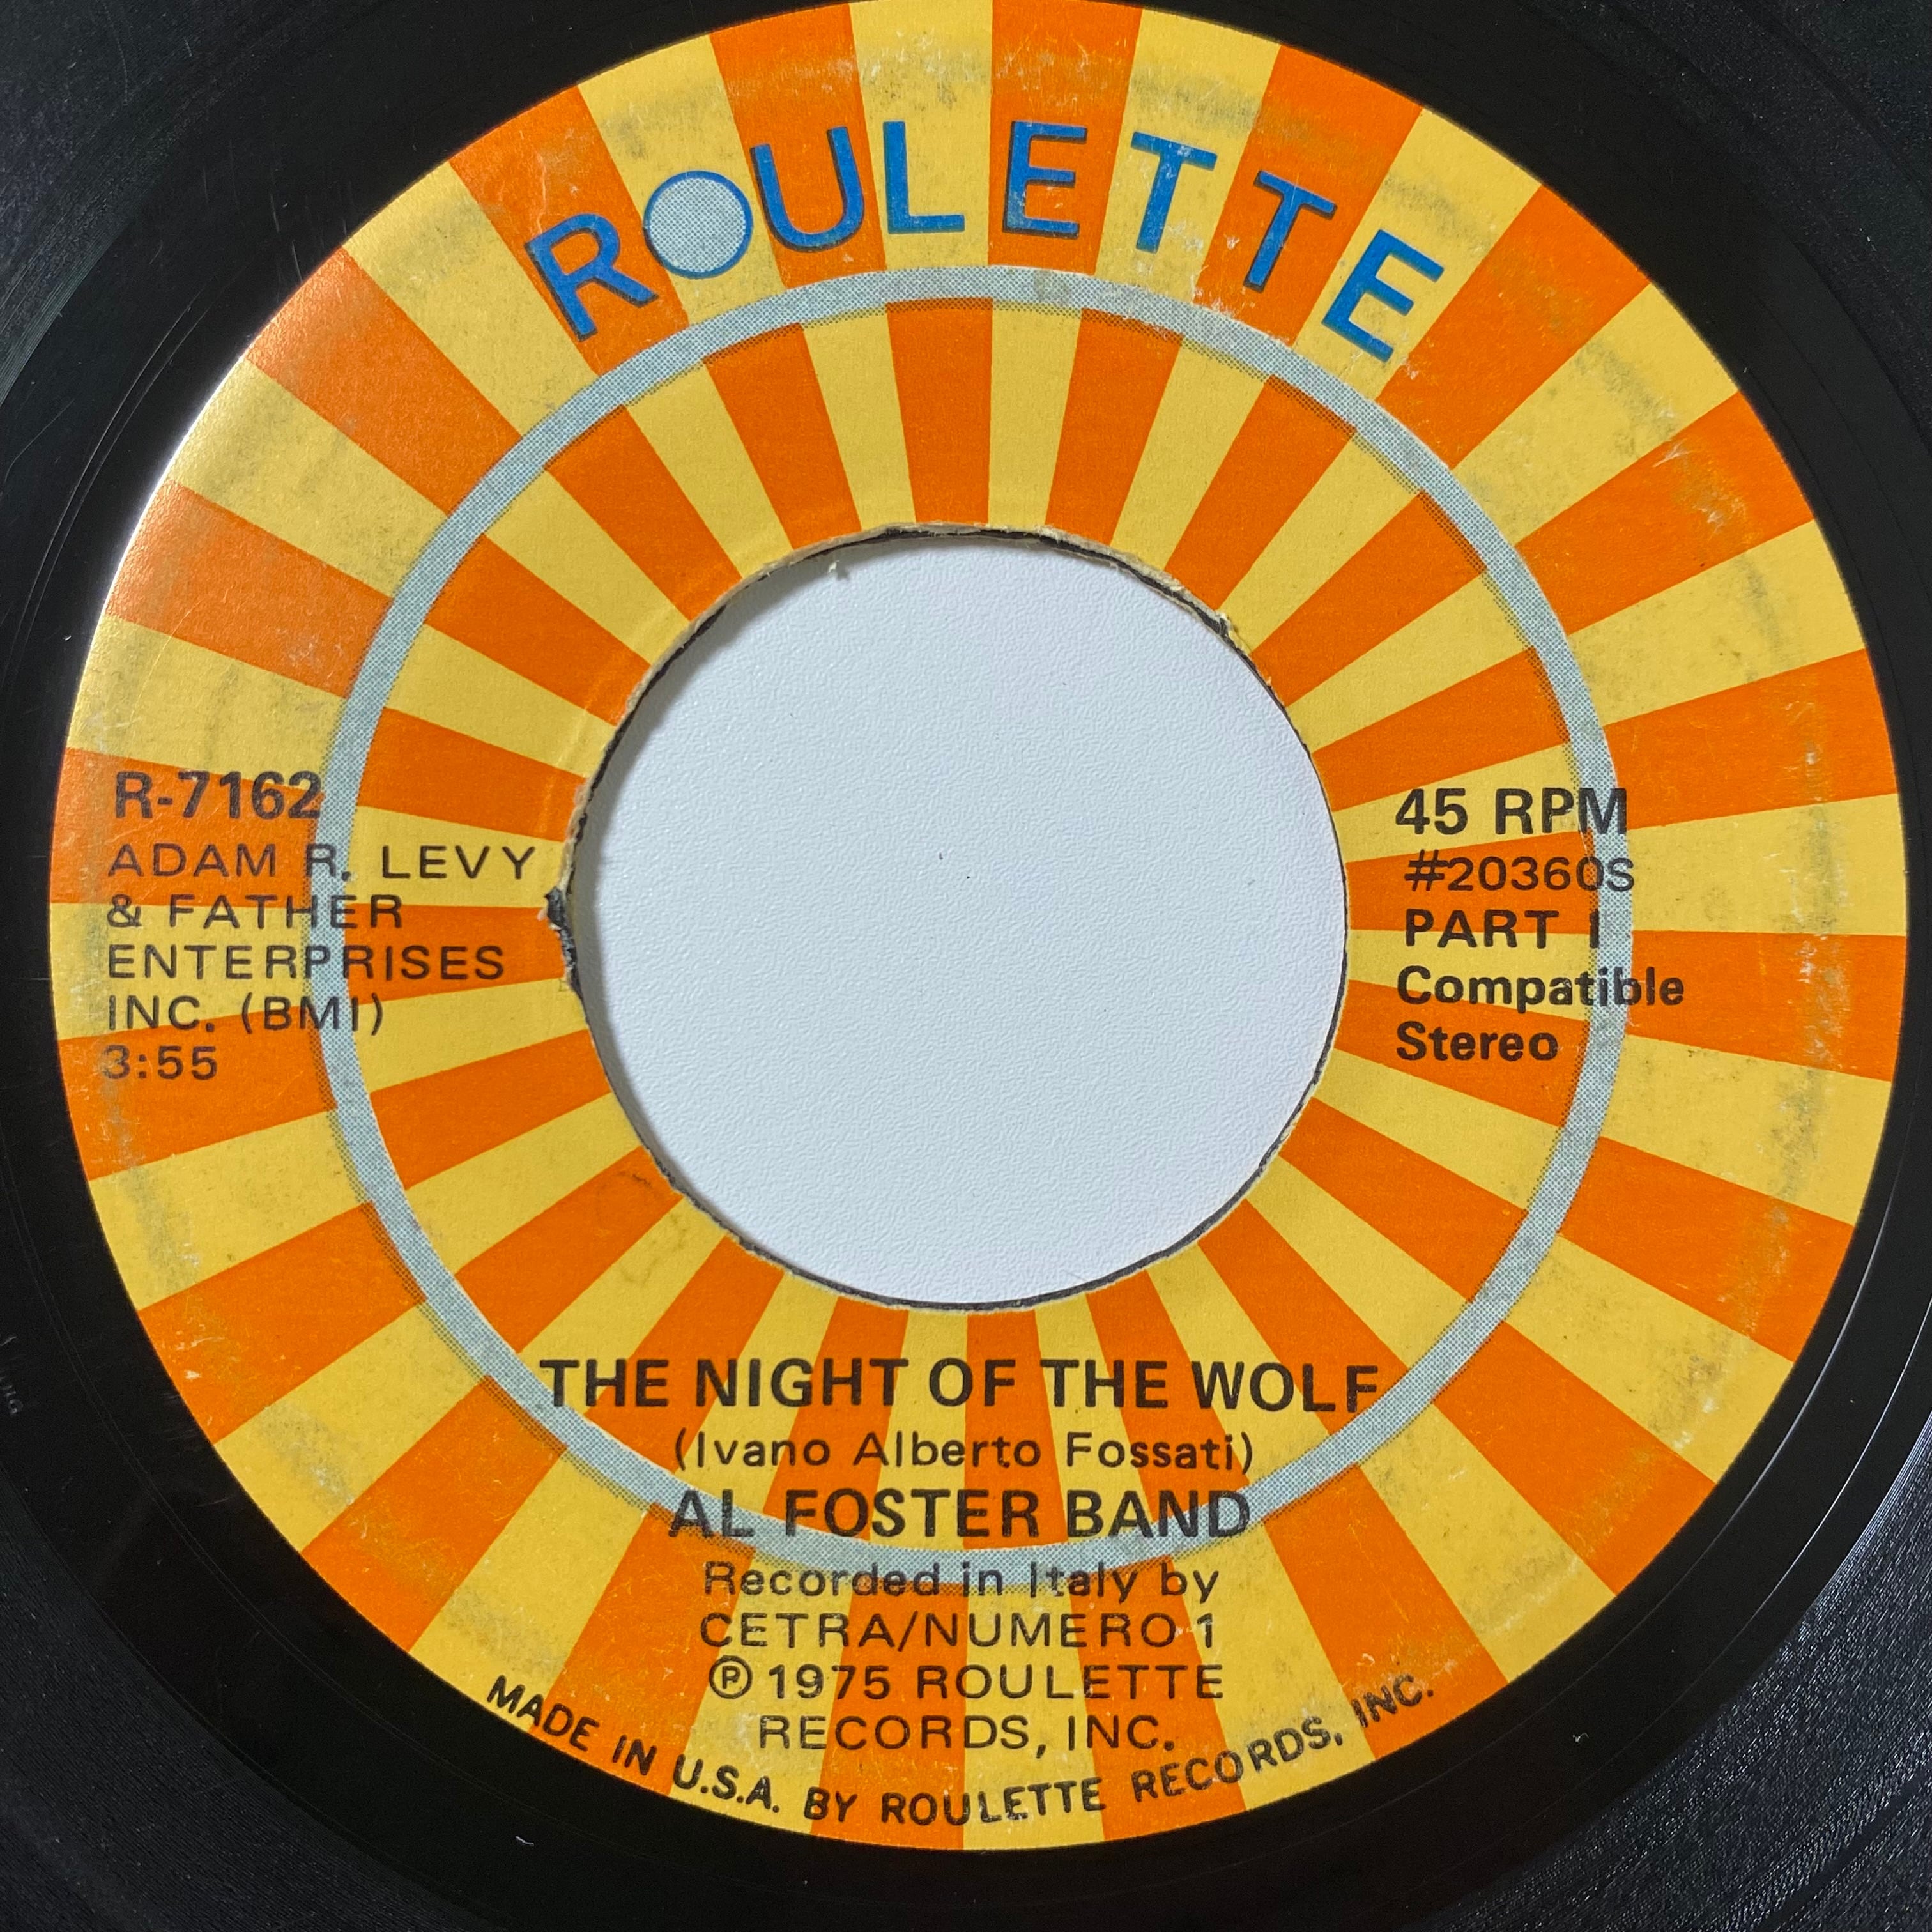 ROULETTE
R-7162
ADAM R. LEVY
& FATHER
ENTERPRISES
INC. (BMI)
3:55
45 RPM
#20360S
PART 1
Compatible
Stereo
THE NIGHT OF THE WOLF
(Ivano Alberto Fossati)
AL FOSTER BAND
Recorded in Italy by
CETRA/NUMERO 1
℗ 1975 ROULETTE
RECORDS, INC.
MADE IN U.S.A. BY ROULETTE RECORDS, INC.